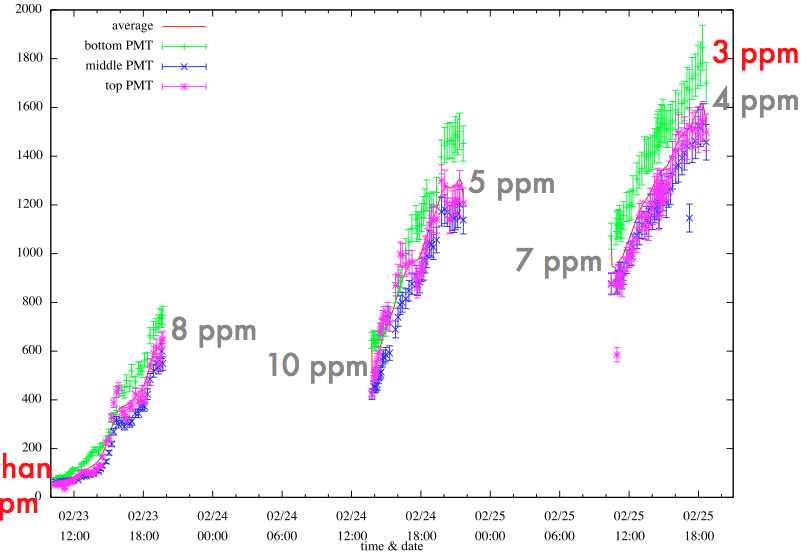 2000
1800
1600
1400
1200
1000
800
600
400
200
0
average
bottom PMT
middle PMT
top PMT
3 ppm
4 ppm
5 ppm
7 ppm
8 ppm
10 ppm
han
pm
02/23 02/23 02/24 02/24 02/24 02/24 02/25 02/25 02/25 02/25
12:00 18:00 00:00 06:00 12:00 18:00 00:00 06:00 12:00 18:00
time & date